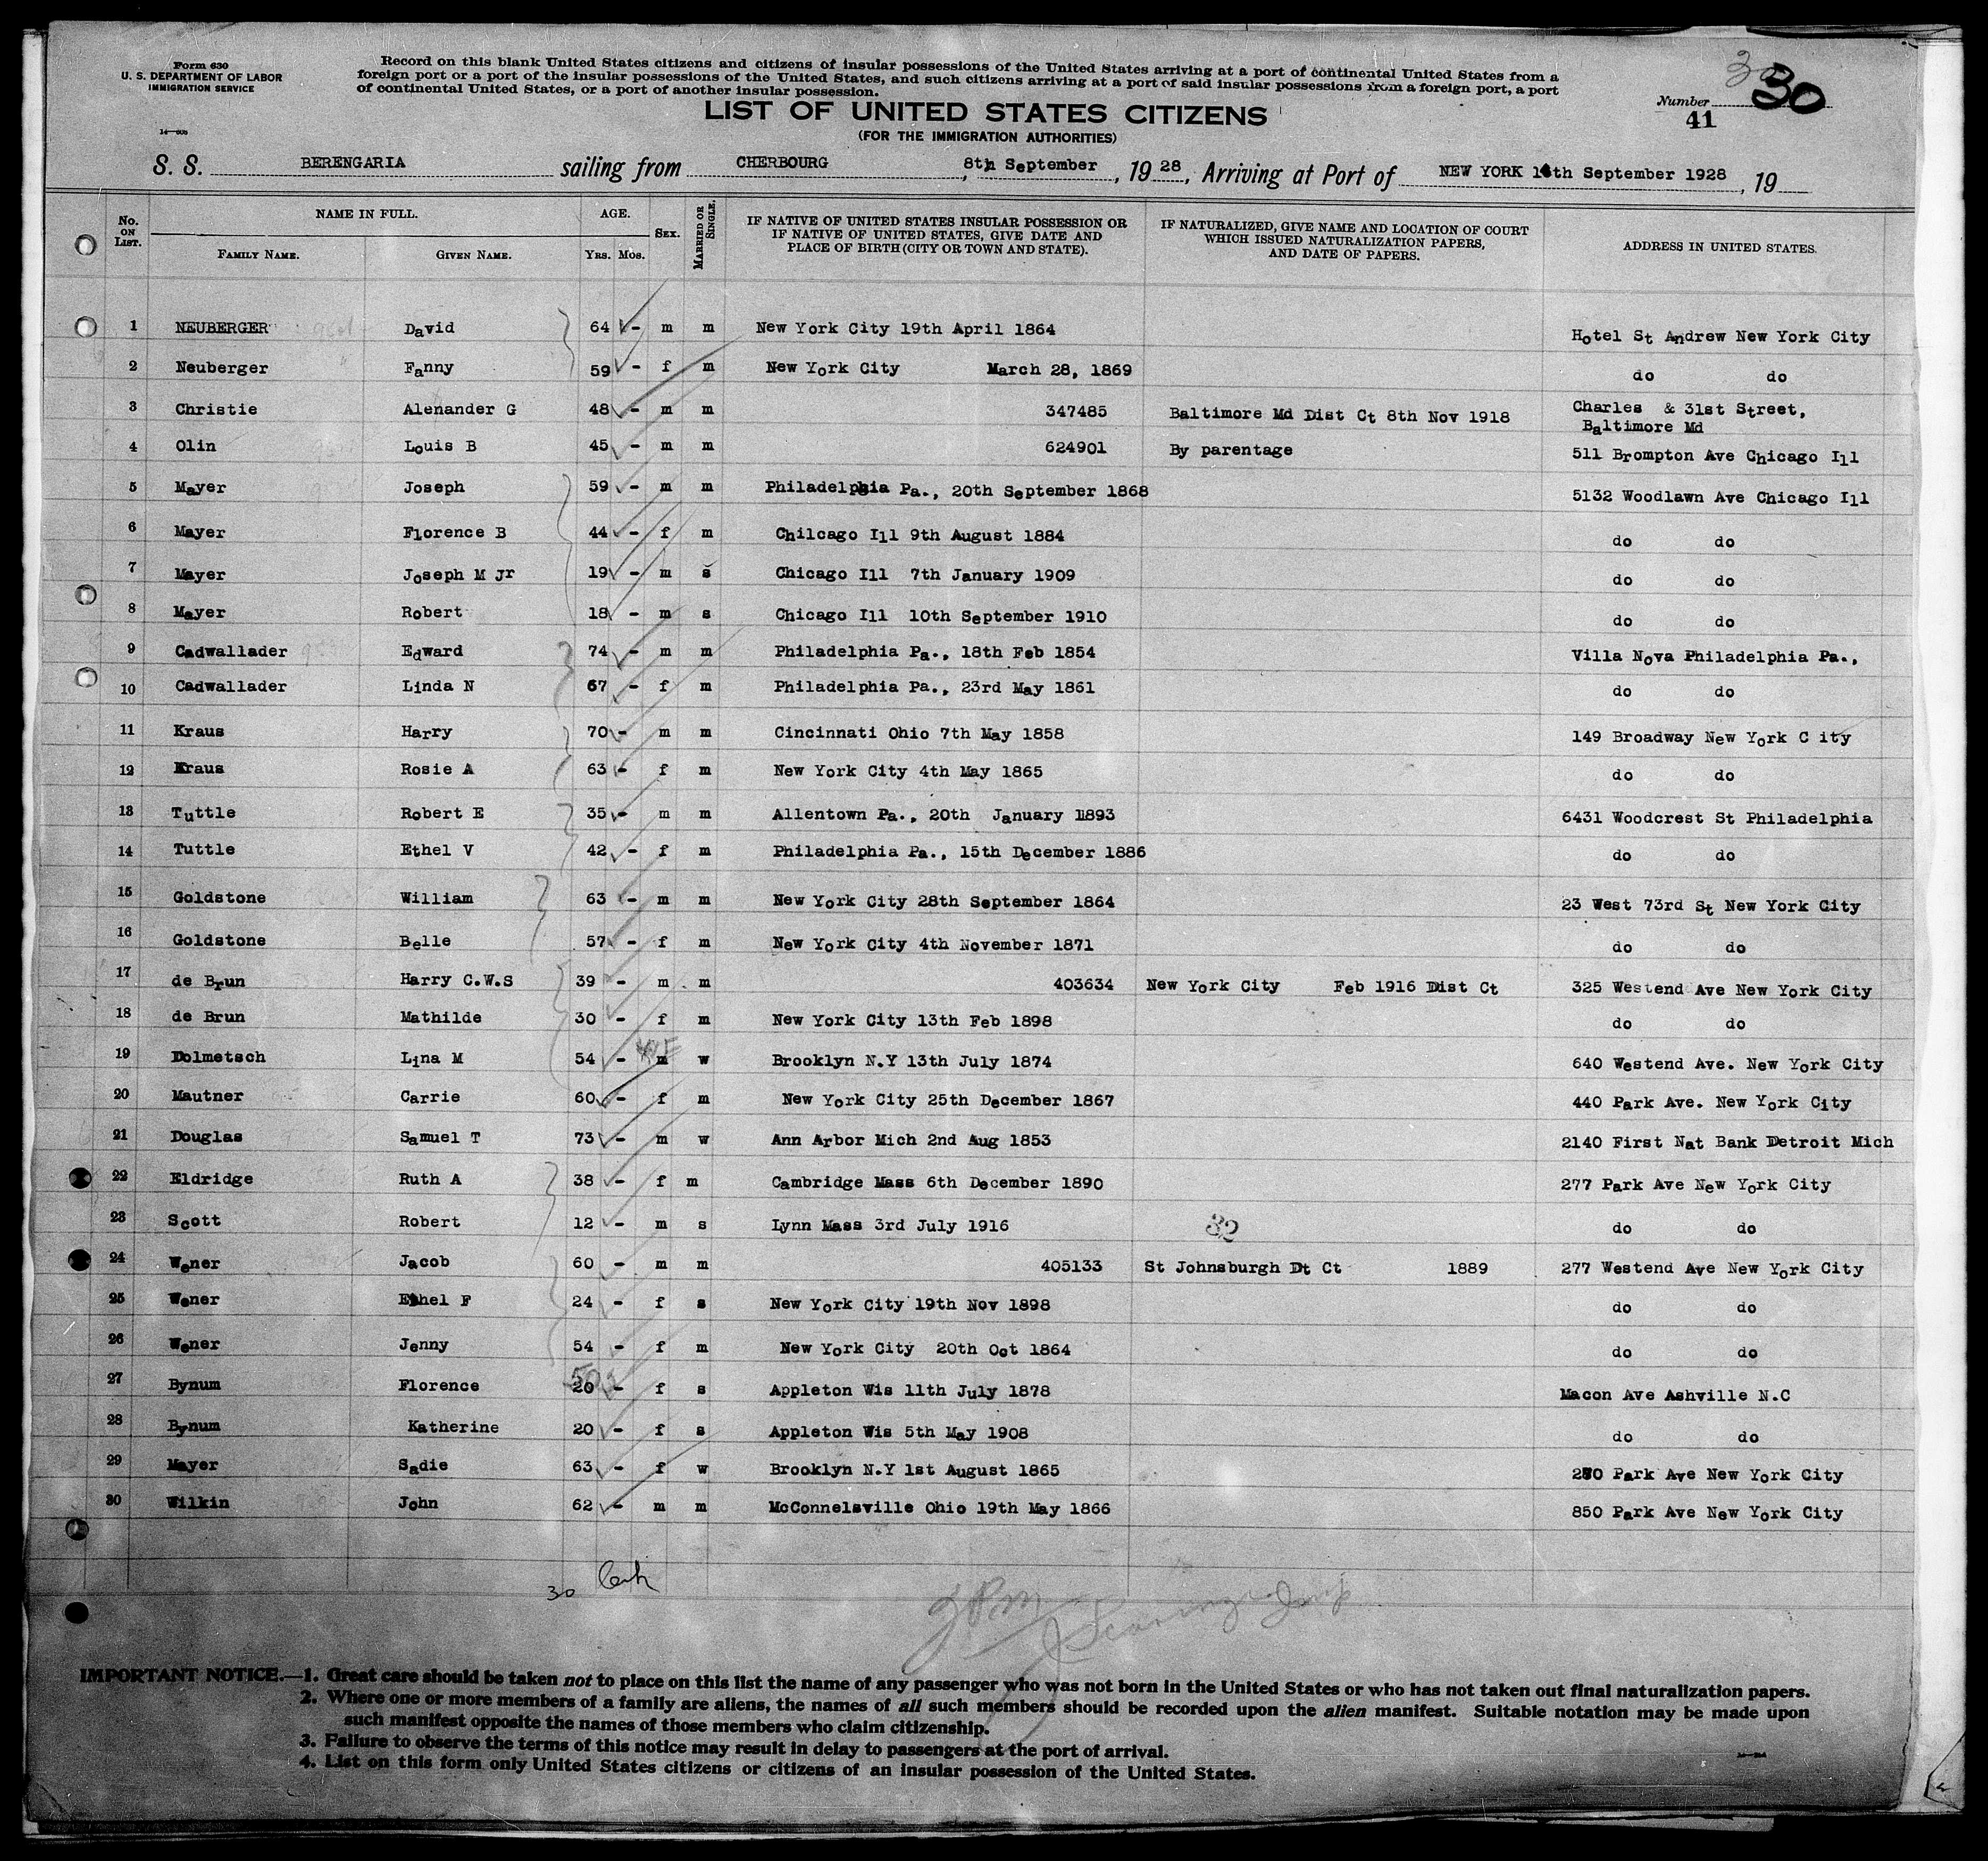 Form 630
U. S. DEPARTMENT OF LABOR
IMMIGRATION SERVICE
Record on this blank United States citizens and citizens of insular possessions of the United States arriving at a port of continental United States from a
foreign port or a port of the insular possessions of the United States, and such citizens arriving at a port of said insular possessions from a foreign port, a port
of continental United States, or a port of another insular possession.
LIST OF UNITED STATES CITIZENS
(FOR THE IMMIGRATION AUTHORITIES)
Number 30
41
S. S. BERENGARIA sailing from CHERBOURG, 8th September, 19 28, Arriving at Port of NEW YORK 14th September 1928, 19
No. ON LIST. NAME IN FULL. AGE. SEX. MARRIED OR SINGLE. IF NATIVE OF UNITED STATES INSULAR POSSESSION OR IF NATIVE OF UNITED STATES, GIVE DATE AND PLACE OF BIRTH (CITY OR TOWN AND STATE). IF NATURALIZED, GIVE NAME AND LOCATION OF COURT WHICH ISSUED NATURALIZATION PAPERS, AND DATE OF PAPERS. ADDRESS IN UNITED STATES.
FAMILY NAME. GIVEN NAME. YRS. MOS.
1 NEUBERGER David 64 - m m New York City 19th April 1864 Hotel St Andrew New York City
2 Neuberger Fanny 59 - f m New York City March 28, 1869 do do
3 Christie Alenander G 48 - m m 347485 Baltimore Md Dist Ct 8th Nov 1918 Charles & 31st Street,
Baltimore Md
4 Olin Louis B 45 - m m 624901 By parentage 511 Brompton Ave Chicago Ill
5 Mayer Joseph 59 - m m Philadelphia Pa., 20th September 1868 5132 Woodlawn Ave Chicago Ill
6 Mayer Florence B 44 - f m Chilcago Ill 9th August 1884 do do
7 Mayer Joseph M Jr 19 - m s Chicago Ill 7th January 1909 do do
8 Mayer Robert 18 - m s Chicago Ill 10th September 1910 do do
9 Cadwallader Edward 74 - m m Philadelphia Pa., 18th Feb 1854 Villa Nova Philadelphia Pa.,
10 Cadwallader Linda N 67 - f m Philadelphia Pa., 23rd May 1861 do do
11 Kraus Harry 70 - m m Cincinnati Ohio 7th May 1858 149 Broadway New York C ity
12 Kraus Rosie A 63 - f m New York City 4th May 1865 do do
13 Tuttle Robert E 35 - m m Allentown Pa., 20th January 1893 6431 Woodcrest St Philadelphia
14 Tuttle Ethel V 42 - f m Philadelphia Pa., 15th December 1886 do do
15 Goldstone William 63 - m m New York City 28th September 1864 23 West 73rd St New York City
16 Goldstone Belle 57 - f m New York City 4th November 1871 do do
17 de Brun Harry C.W.S 39 - m m 403634 New York City Feb 1916 Dist Ct 325 Westend Ave New York City
18 de Brun Mathilde 30 - f m New York City 13th Feb 1898 do do
19 Dolmetsch Lina M 54 - m w Brooklyn N.Y 13th July 1874 640 Westend Ave. New York City
20 Mautner Carrie 60 - f m New York City 25th December 1867 440 Park Ave. New York City
21 Douglas Samuel T 73 - m w Ann Arbor Mich 2nd Aug 1853 2140 First Nat Bank Detroit Mich
22 Eldridge Ruth A 38 - f m Cambridge Mass 6th December 1890 277 Park Ave New York City
23 Scott Robert 12 - m s Lynn Mass 3rd July 1916 32 do do
24 Wener Jacob 60 - m m 405133 St Johnsburgh Dt Ct 1889 277 Westend Ave New York City
25 Wener Ethel F 24 - f s New York City 19th Nov 1898 do do
26 Wener Jenny 54 - f m New York City 20th Oct 1864 do do
27 Bynum Florence 50 20 - f s Appleton Wis 11th July 1878 Macon Ave Ashville N.C
28 Bynum Katherine 20 - f s Appleton Wis 5th May 1908 do do
29 Mayer Sadie 63 - f w Brooklyn N.Y 1st August 1865 270 Park Ave New York City
30 Wilkin John 62 - m m McConnelsville Ohio 19th May 1866 850 Park Ave New York City
30
IMPORTANT NOTICE.—1. Great care should be taken not to place on this list the name of any passenger who was not born in the United States or who has not taken out final naturalization papers.
2. Where one or more members of a family are aliens, the names of all such members should be recorded upon the alien manifest. Suitable notation may be made upon
such manifest opposite the names of those members who claim citizenship.
3. Failure to observe the terms of this notice may result in delay to passengers at the port of arrival.
4. List on this form only United States citizens or citizens of an insular possession of the United States.